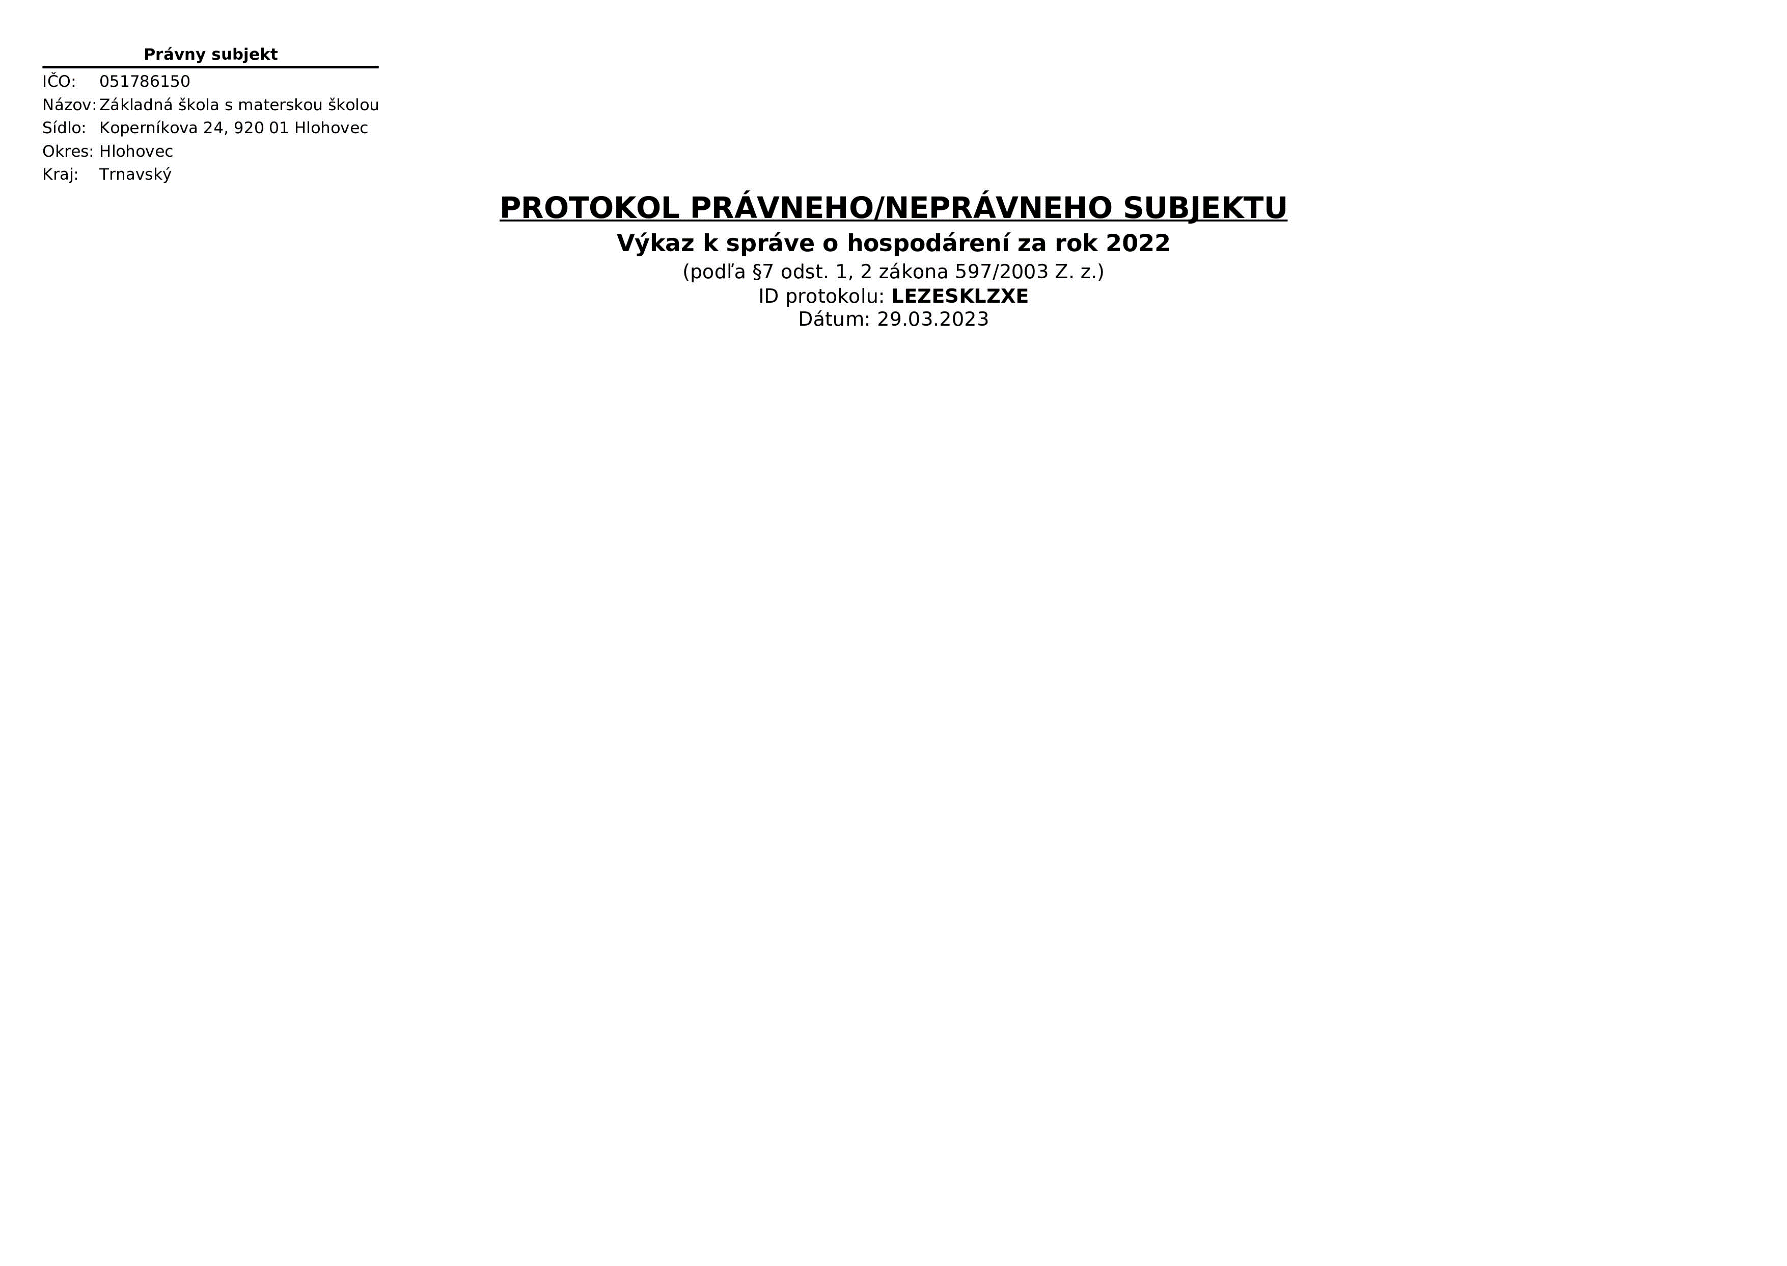 Právny subjekt
IČO: 051786150
Názov: Základná škola s materskou školou
Sídlo: Koperníkova 24, 920 01 Hlohovec
Okres: Hlohovec
Kraj: Trnavský
PROTOKOL PRÁVNEHO/NEPRÁVNEHO SUBJEKTU
Výkaz k správe o hospodárení za rok 2022
(podľa §7 odst. 1, 2 zákona 597/2003 Z. z.)
ID protokolu: LEZESKLZXE
Dátum: 29.03.2023